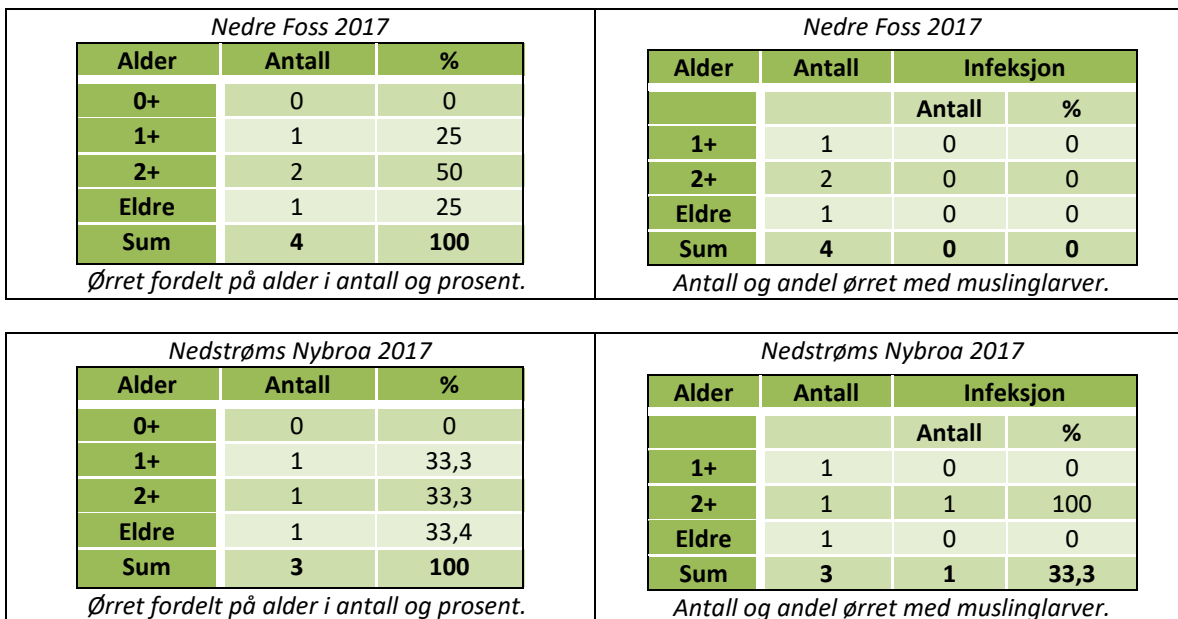 Nedre Foss 2017
Alder Antall %
0+ 0 0
1+ 1 25
2+ 2 50
Eldre 1 25
Sum 4 100
Ørret fordelt på alder i antall og prosent.
Nedre Foss 2017
Alder Antall Infeksjon
Antall %
1+ 1 0 0
2+ 2 0 0
Eldre 1 0 0
Sum 4 0 0
Antall og andel ørret med muslinglarver.
Nedstrøms Nybroa 2017
Alder Antall %
0+ 0 0
1+ 1 33,3
2+ 1 33,3
Eldre 1 33,4
Sum 3 100
Ørret fordelt på alder i antall og prosent.
Nedstrøms Nybroa 2017
Alder Antall Infeksjon
Antall %
1+ 1 0 0
2+ 1 1 100
Eldre 1 0 0
Sum 3 1 33,3
Antall og andel ørret med muslinglarver.